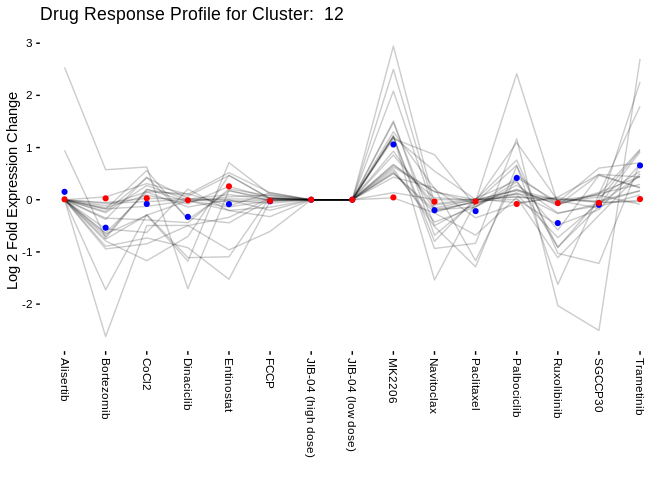 Drug Response Profile for Cluster:  12
Log 2 Fold Expression Change
3
2
1
0
-1
-2
Alisertib
Bortezomib
CoCl2
Dinaciclib
Entinostat
FCCP
JIB-04 (high dose)
JIB-04 (low dose)
MK2206
Navitoclax
Paclitaxel
Palbociclib
Ruxolibinib
SGCCP30
Trametinib